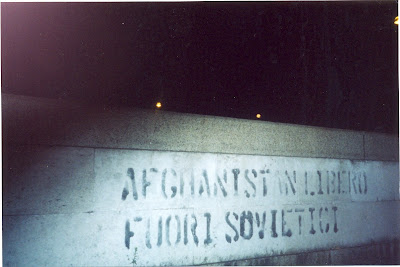 AFGHANISTAN LIBERO
FUORI SOVIETICI